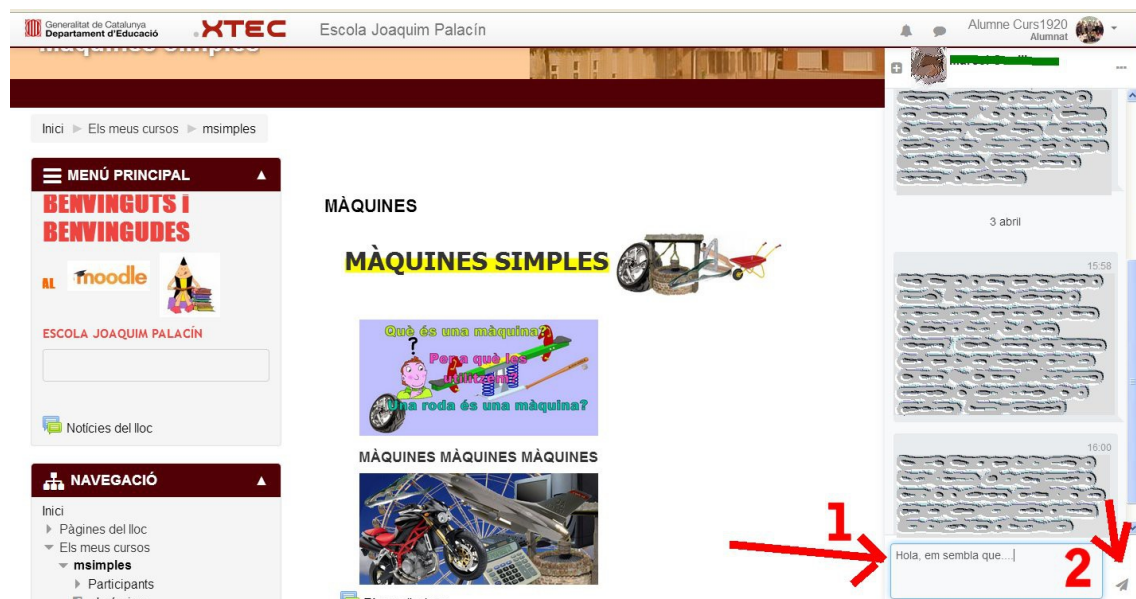 Generalitat de Catalunya
Departament d'Educació
XTEC
Escola Joaquim Palacín
Alumne Curs1920
Alumnat
Màquines Simples
Inici
Els meus cursos
msimples
MENÚ PRINCIPAL
BENVINGUTS I
BENVINGUDES
AL moodle
ESCOLA JOAQUIM PALACÍN
Notícies del lloc
NAVEGACIÓ
Inici
Pàgines del lloc
Els meus cursos
msimples
Participants
MÀQUINES
MÀQUINES SIMPLES
Què és una màquina?
?
Per a què les
utilitzem?
Una roda és una màquina?
MÀQUINES MÀQUINES MÀQUINES
3 abril
15:58
16:00
1
Hola, em sembla que....
2